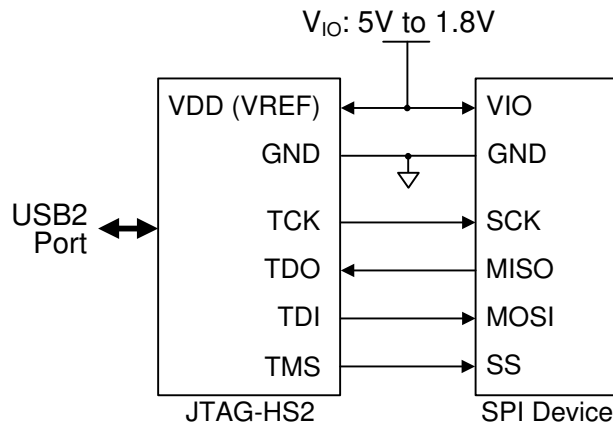 VIO: 5V to 1.8V
VDD (VREF)
VIO
GND
GND
USB2
Port
TCK
SCK
TDO
MISO
TDI
MOSI
TMS
SS
JTAG-HS2
SPI Device